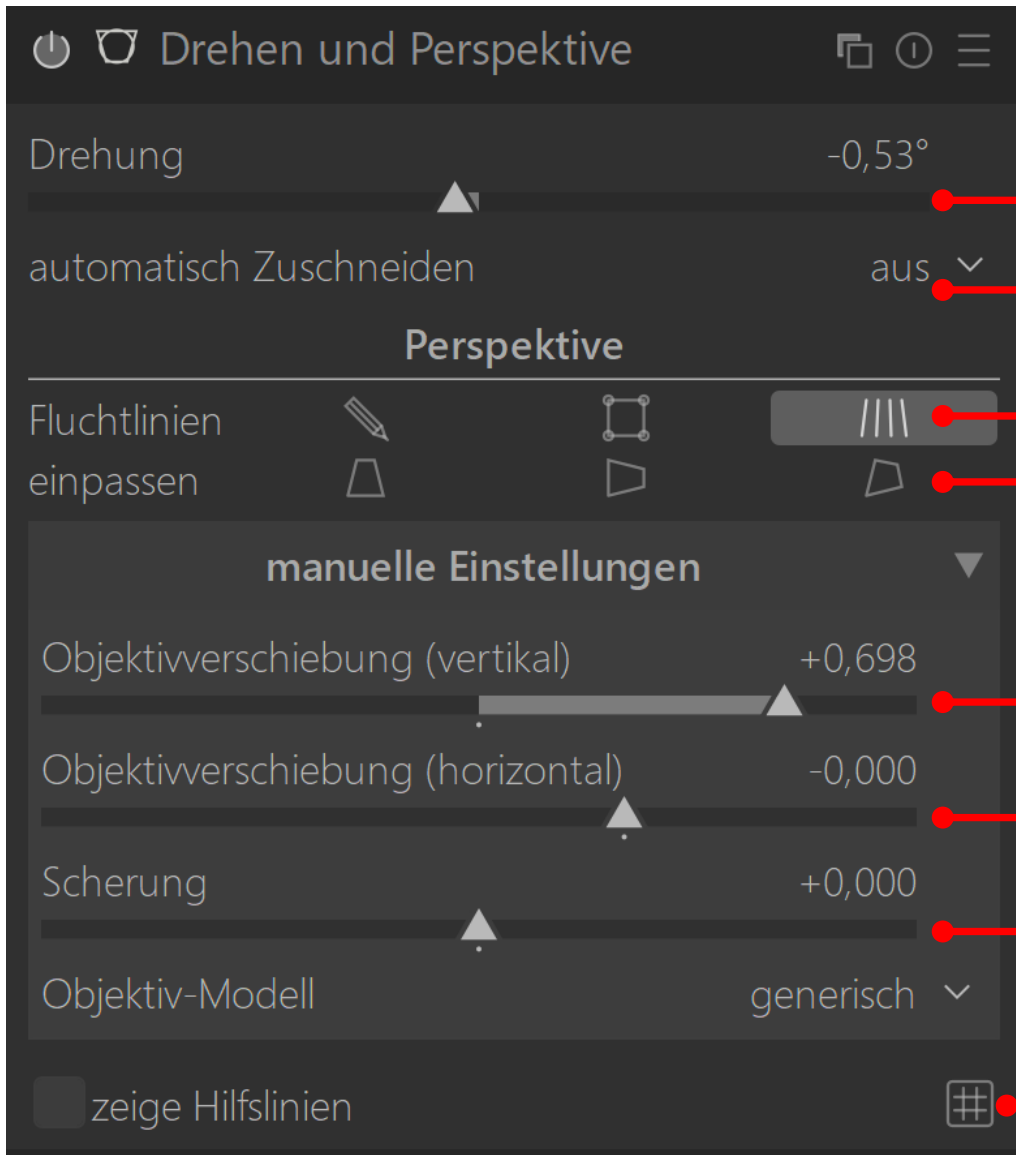 Drehen und Perspektive
Drehung -0,53°
automatisch Zuschneiden aus
Perspektive
Fluchtlinien
einpassen
manuelle Einstellungen
Objektivverschiebung (vertikal) +0,698
Objektivverschiebung (horizontal) -0,000
Scherung +0,000
Objektiv-Modell generisch
zeige Hilfslinien